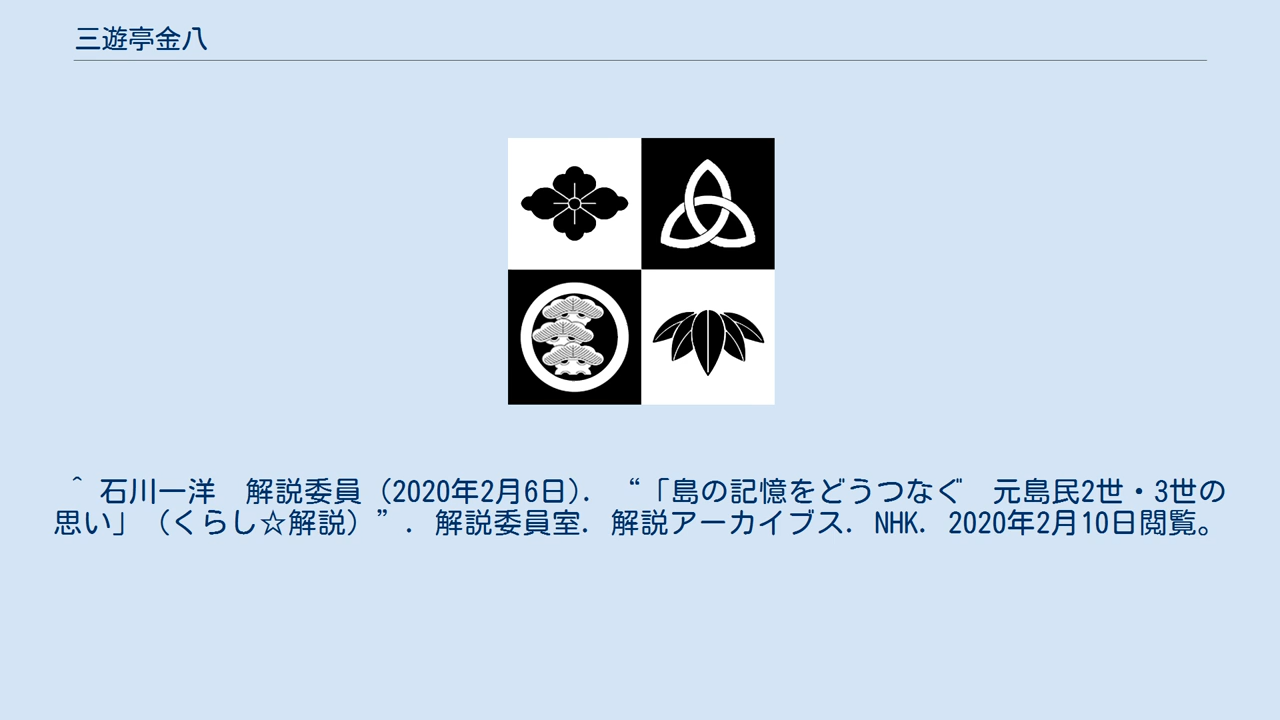 三遊亭金八
^ 石川一洋　解説委員（2020年2月6日）. “「島の記憶をどうつなぐ　元島民2世・3世の
思い」（くらし☆解説）”. 解説委員室. 解説アーカイブス. NHK. 2020年2月10日閲覧。